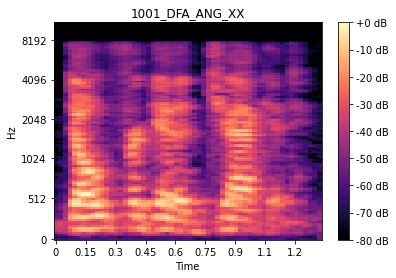 1001_DFA_ANG_XX
Hz
8192
4096
2048
1024
512
0
0 0.15 0.3 0.45 0.6 0.75 0.9 1.1 1.2
Time
+0 dB
-10 dB
-20 dB
-30 dB
-40 dB
-50 dB
-60 dB
-70 dB
-80 dB